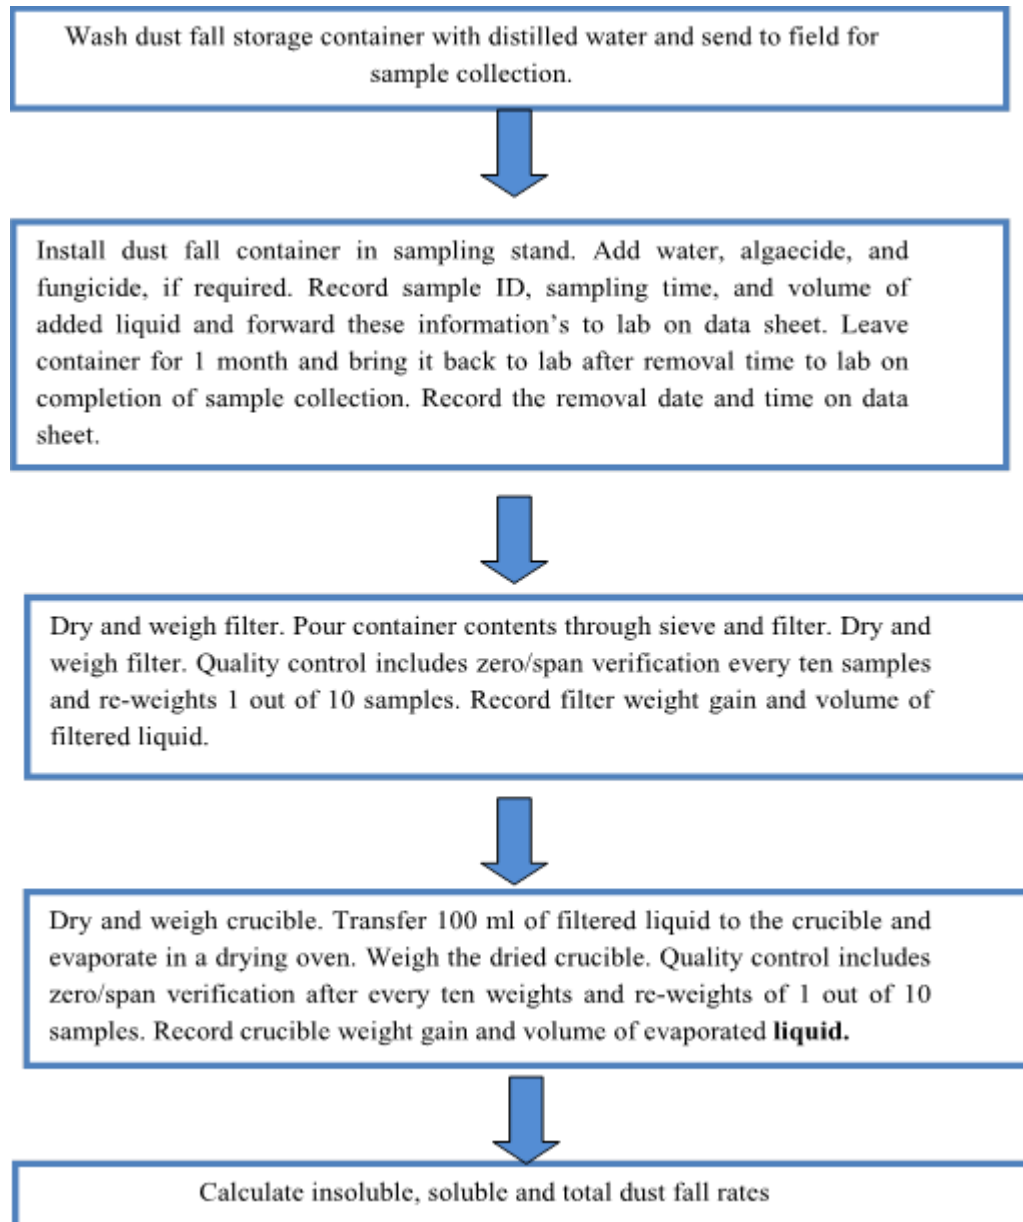 Wash dust fall storage container with distilled water and send to field for
sample collection.
Install dust fall container in sampling stand. Add water, algaecide, and
fungicide, if required. Record sample ID, sampling time, and volume of
added liquid and forward these information's to lab on data sheet. Leave
container for 1 month and bring it back to lab after removal time to lab on
completion of sample collection. Record the removal date and time on data
sheet.
Dry and weigh filter. Pour container contents through sieve and filter. Dry and
weigh filter. Quality control includes zero/span verification every ten samples
and re-weights 1 out of 10 samples. Record filter weight gain and volume of
filtered liquid.
Dry and weigh crucible. Transfer 100 ml of filtered liquid to the crucible and
evaporate in a drying oven. Weigh the dried crucible. Quality control includes
zero/span verification after every ten weights and re-weights of 1 out of 10
samples. Record crucible weight gain and volume of evaporated liquid.
Calculate insoluble, soluble and total dust fall rates